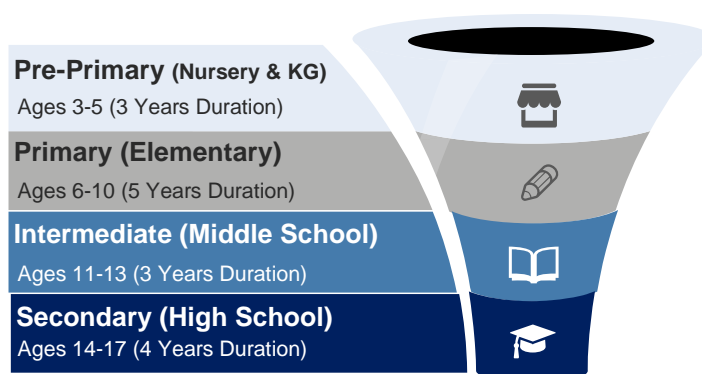 Pre-Primary (Nursery & KG)
Ages 3-5 (3 Years Duration)
Primary (Elementary)
Ages 6-10 (5 Years Duration)
Intermediate (Middle School)
Ages 11-13 (3 Years Duration)
Secondary (High School)
Ages 14-17 (4 Years Duration)